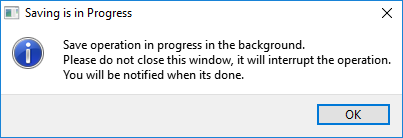 Saving is in Progress
Save operation in progress in the background.
Please do not close this window, it will interrupt the operation.
You will be notified when its done.
OK